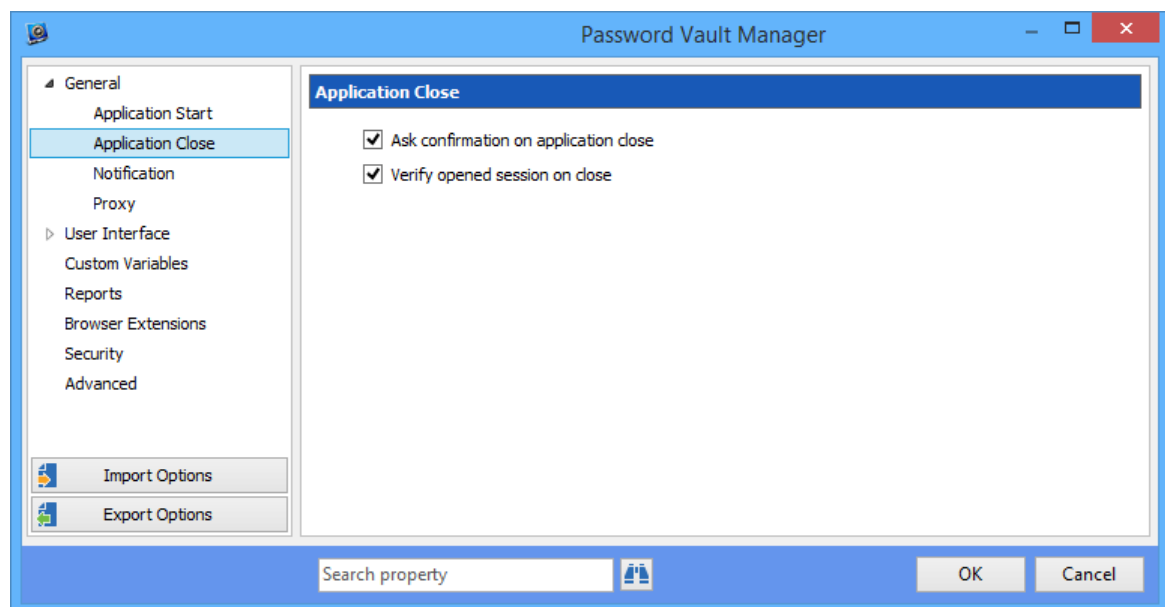 Password Vault Manager
General
Application Start
Application Close
Notification
Proxy
User Interface
Custom Variables
Reports
Browser Extensions
Security
Advanced
Import Options
Export Options
Application Close
Ask confirmation on application close
Verify opened session on close
Search property
OK
Cancel